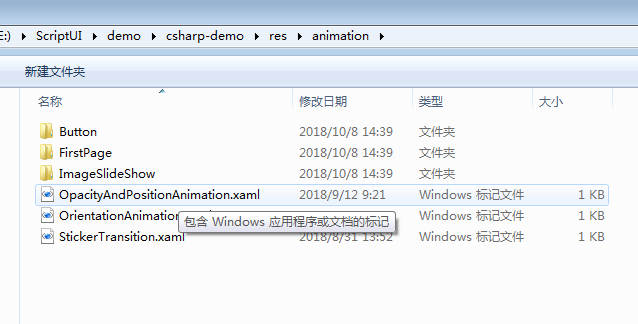 E:) ▸ ScriptUI ▸ demo ▸ csharp-demo ▸ res ▸ animation ▸
新建文件夹
名称 修改日期 类型 大小
Button 2018/10/8 14:39 文件夹
FirstPage 2018/10/8 14:39 文件夹
ImageSlideShow 2018/10/8 14:39 文件夹
OpacityAndPositionAnimation.xaml 2018/9/12 9:21 Windows 标记文件 1 KB
OrientationAnimation Windows 标记文件 1 KB
包含 Windows 应用程序或文档的标记
StickerTransition.xaml 2018/8/31 13:52 Windows 标记文件 1 KB